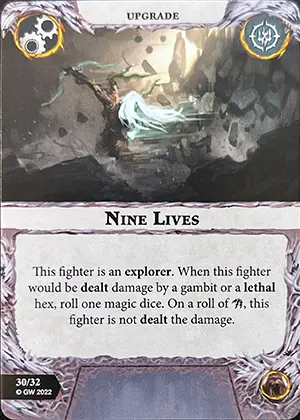 UPGRADE
NINE LIVES
This fighter is an explorer. When this fighter
would be dealt damage by a gambit or a lethal
hex, roll one magic dice. On a roll of , this
fighter is not dealt the damage.
30/32
© GW 2022